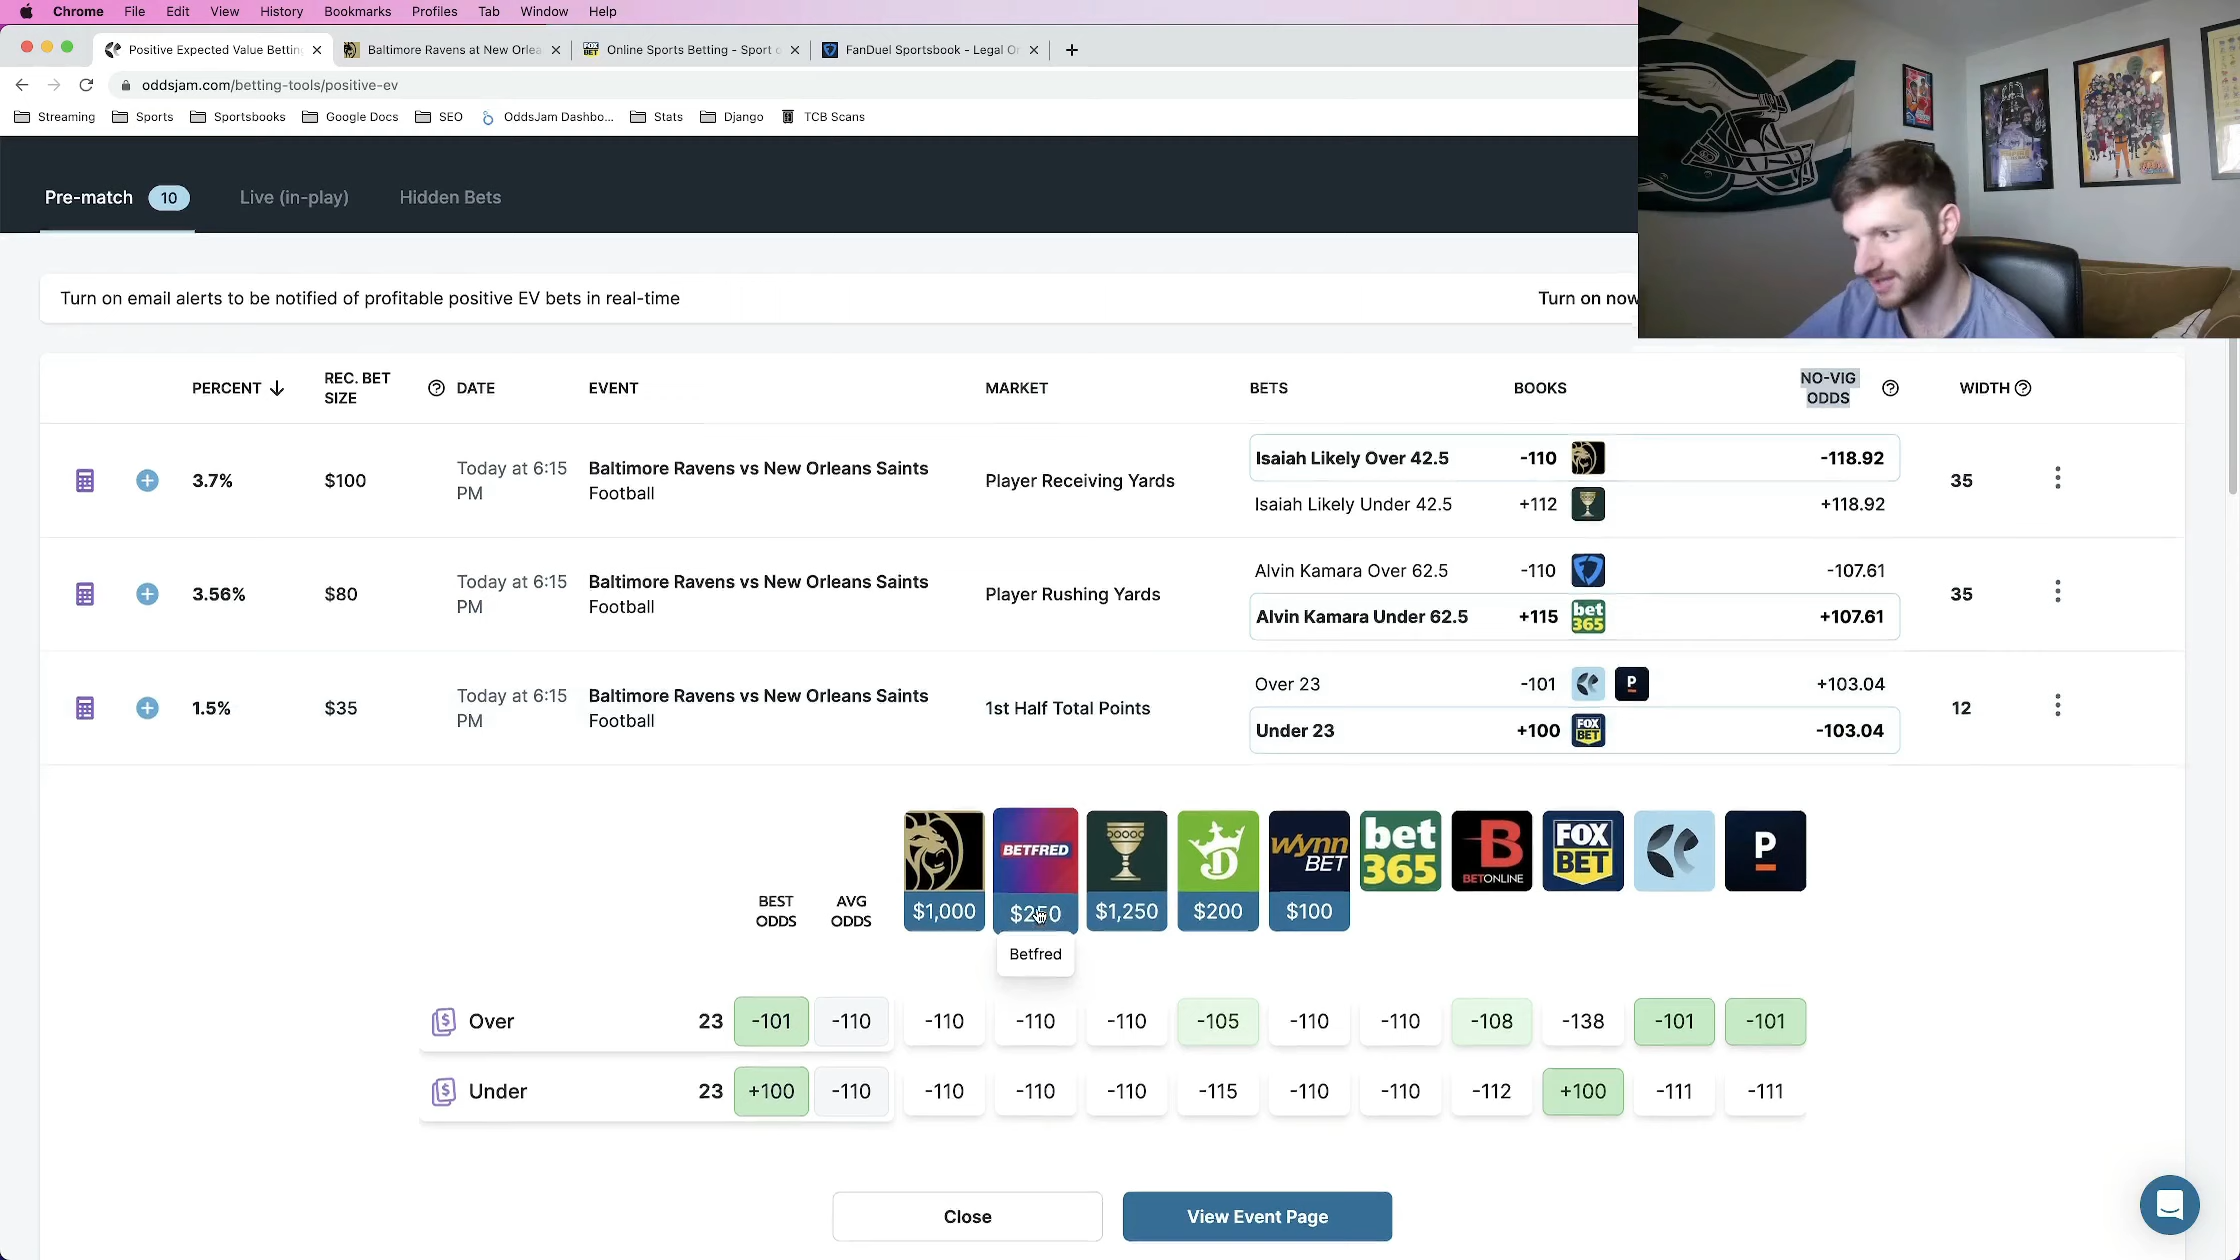 Chrome File Edit View History Bookmarks Profiles Tab Window Help
Positive Expected Value Betting
Baltimore Ravens at New Orlea
Online Sports Betting - Sport o
FanDuel Sportsbook - Legal On
oddsjam.com/betting-tools/positive-ev
Streaming Sports Sportsbooks Google Docs SEO OddsJam Dashbo... Stats Django TCB Scans
Pre-match 10 Live (in-play) Hidden Bets
Turn on email alerts to be notified of profitable positive EV bets in real-time Turn on now
PERCENT REC. BET SIZE DATE EVENT MARKET BETS BOOKS NO-VIG ODDS WIDTH
3.7% $100 Today at 6:15 PM Baltimore Ravens vs New Orleans Saints Football Player Receiving Yards
Isaiah Likely Over 42.5 -110 -118.92
35
Isaiah Likely Under 42.5 +112 +118.92
3.56% $80 Today at 6:15 PM Baltimore Ravens vs New Orleans Saints Football Player Rushing Yards
Alvin Kamara Over 62.5 -110 -107.61
35
Alvin Kamara Under 62.5 +115 bet365 +107.61
1.5% $35 Today at 6:15 PM Baltimore Ravens vs New Orleans Saints Football 1st Half Total Points
Over 23 -101 P +103.04
12
Under 23 +100 FOX BET -103.04
BETFRED WYNN BET bet365 B BETONLINE FOX BET P
BEST ODDS AVG ODDS $1,000 $250 $1,250 $200 $100
Betfred
Over 23 -101 -110 -110 -110 -110 -105 -110 -110 -108 -138 -101 -101
Under 23 +100 -110 -110 -110 -110 -115 -110 -110 -112 +100 -111 -111
Close View Event Page